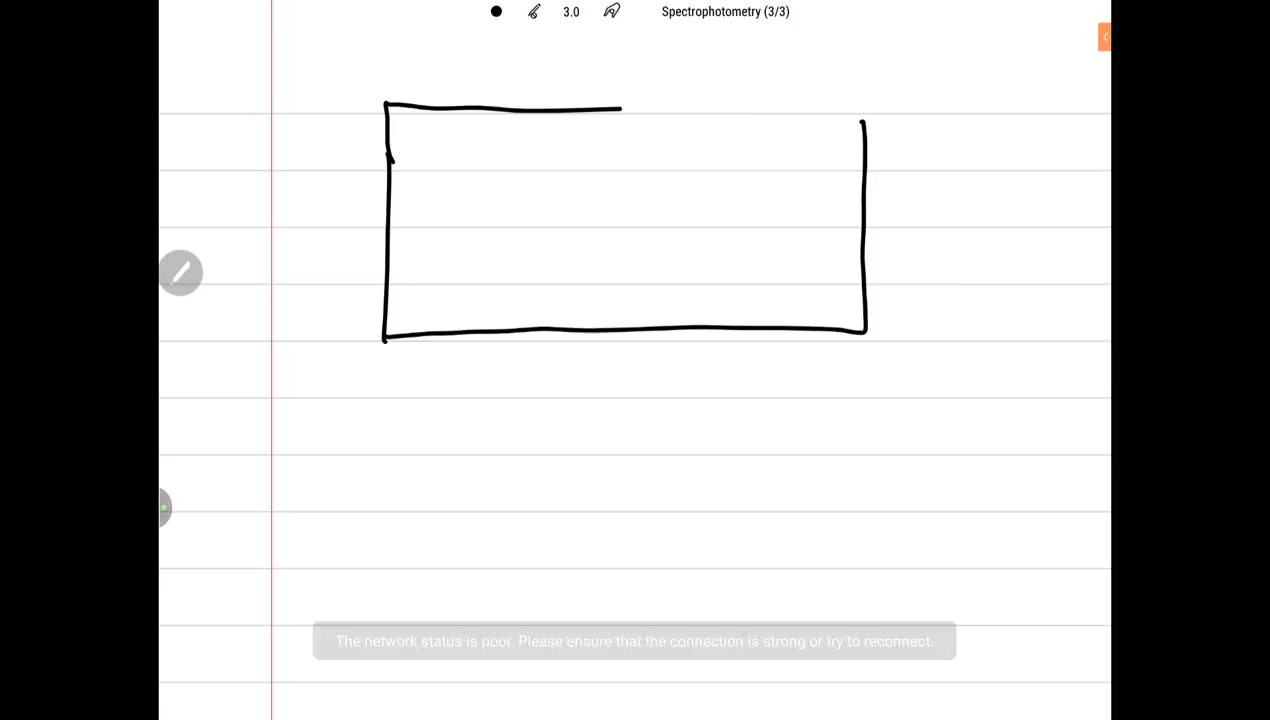 3.0 Spectrophotometry (3/3)
The network status is poor. Please ensure that the connection is strong or try to reconnect.